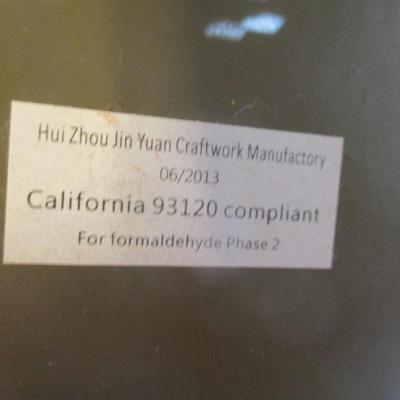 Hui Zhou Jin Yuan Craftwork Manufactory
06/2013
California 93120 compliant
For formaldehyde Phase 2